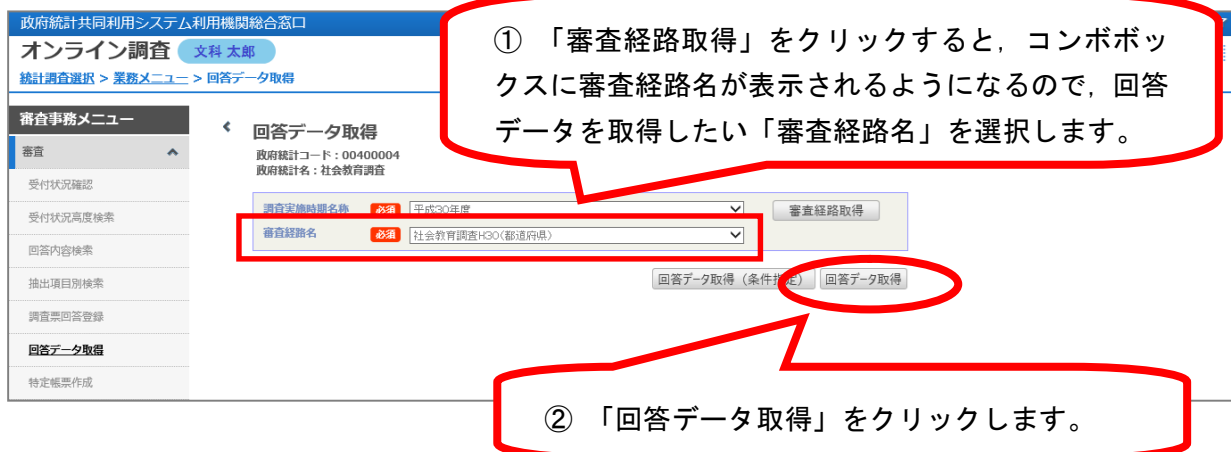 政府統計共同利用システム利用機関総合窓口
オンライン調査 文科 太郎
統計調査選択 > 業務メニュー > 回答データ取得
① 「審査経路取得」をクリックすると，コンボボッ
クスに審査経路名が表示されるようになるので，回答
データを取得したい「審査経路名」を選択します。
審査事務メニュー
審査
受付状況確認
受付状況高度検索
回答内容検索
抽出項目別検索
調査票回答登録
回答データ取得
特定帳票作成
回答データ取得
政府統計コード：00400004
政府統計名：社会教育調査
調査実施時期名称 必須 平成30年度 審査経路取得
審査経路名 必須 社会教育調査H30(都道府県)
回答データ取得（条件指定） 回答データ取得
② 「回答データ取得」をクリックします。